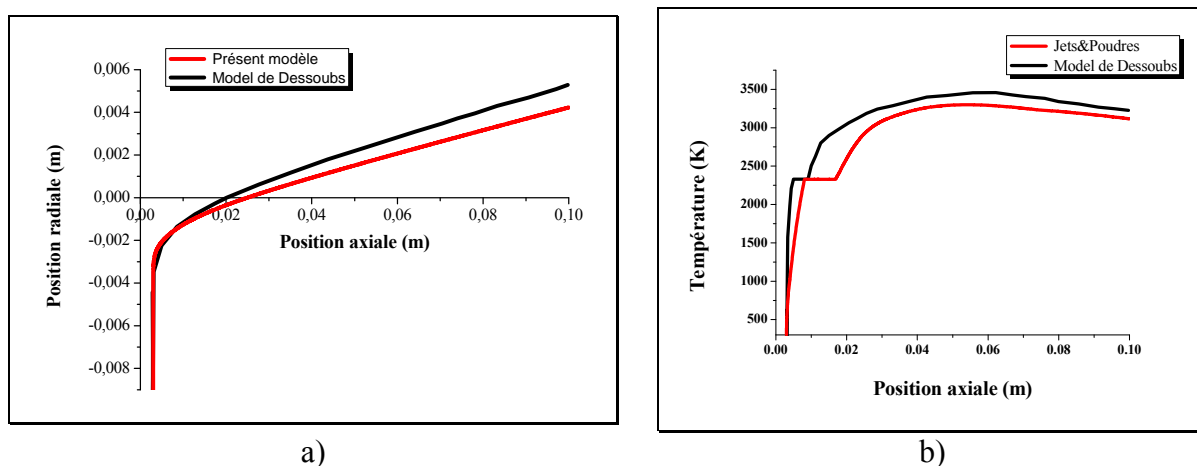 Présent modèle
Model de Dessoubs
0,006
0,004
0,002
0,000
-0,002
-0,004
-0,006
-0,008
0,00
0,02
0,04
0,06
0,08
0,10
Position radiale (m)
Position axiale (m)
a)
Jets&Poudres
Model de Dessoubs
3500
3000
2500
2250
2000
1750
1500
1000
500
0.00
0.02
0.04
0.06
0.08
0.10
Température (K)
Position axiale (m)
b)